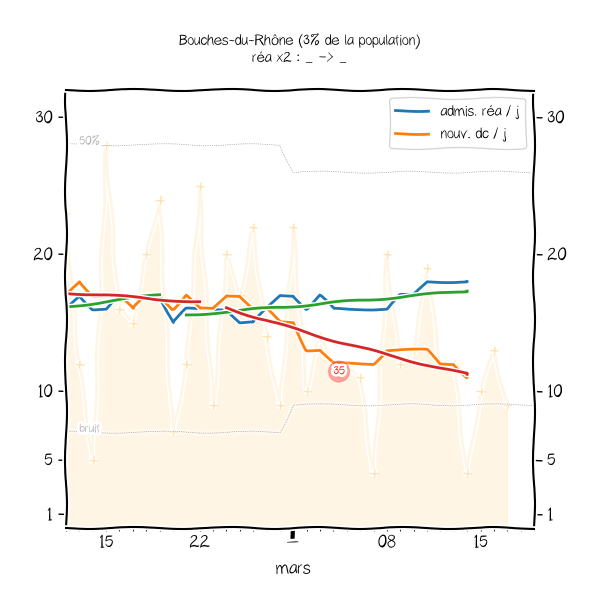 Bouches-du-Rhône (3% de la population)
réa x2 : _ -> _
admis. réa / j
nouv. dc / j
30
30
50%
20
20
35
10
10
bruit
5
5
1
1
15
22
08
15
mars